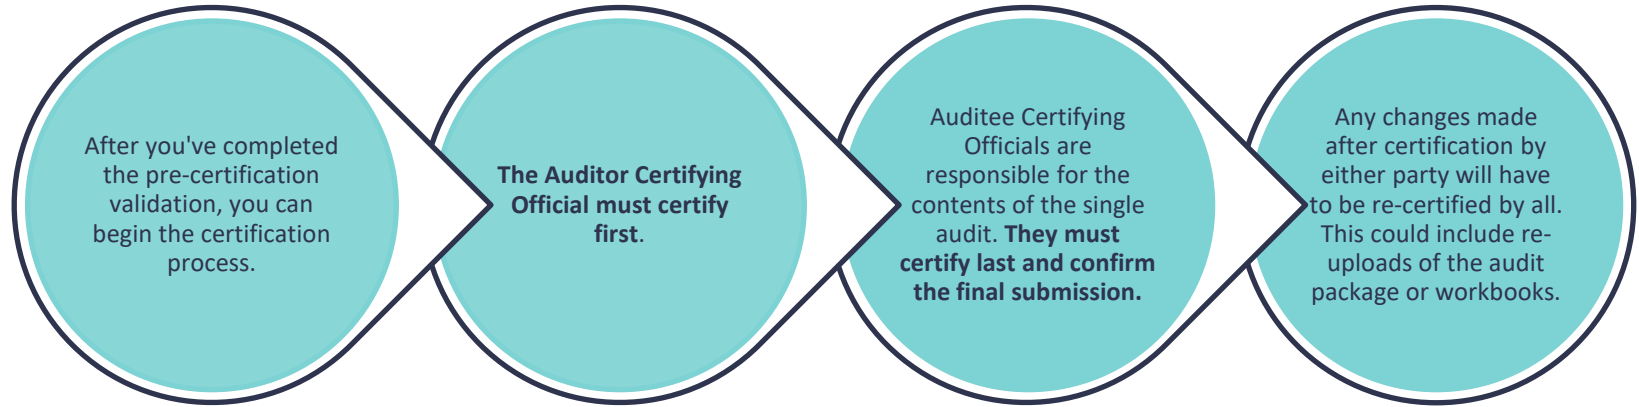 After you've completed
the pre-certification
validation, you can
begin the certification
process.
The Auditor Certifying
Official must certify
first.
Auditee Certifying
Officials are
responsible for the
contents of the single
audit. They must
certify last and confirm
the final submission.
Any changes made
after certification by
either party will have
to be re-certified by all.
This could include re-
uploads of the audit
package or workbooks.